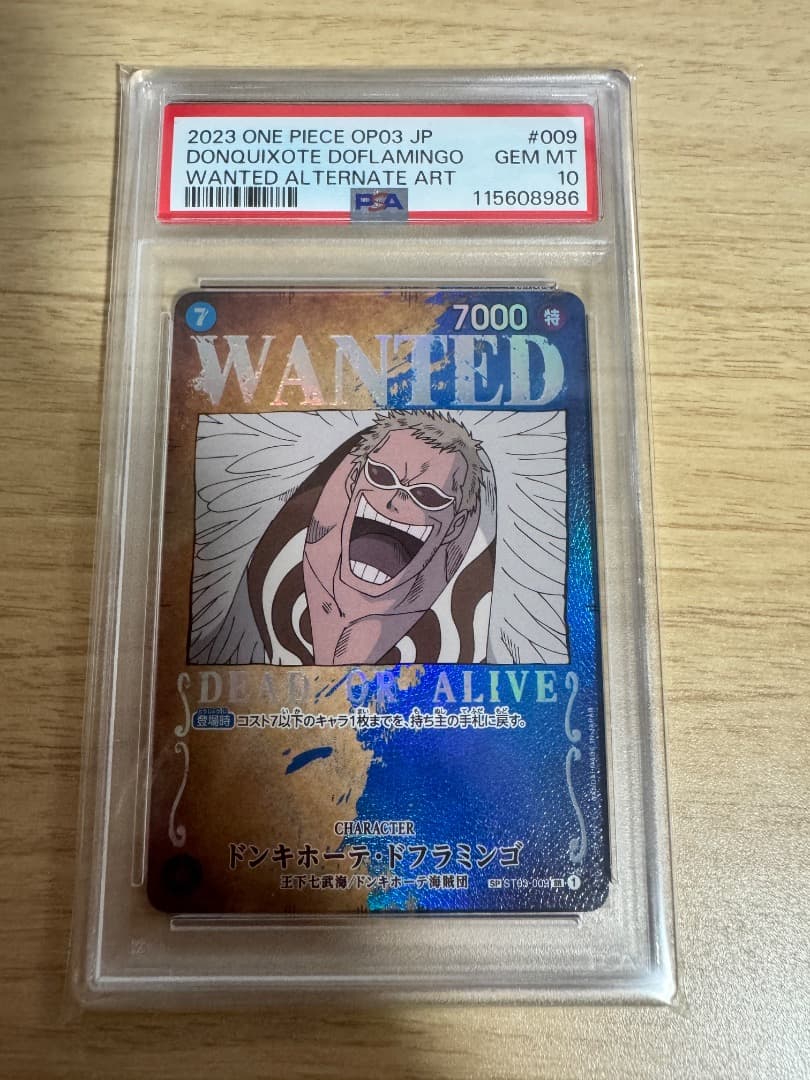 2023 ONE PIECE OP03 JP #009
DONQUIXOTE DOFLAMINGO GEM MT
WANTED ALTERNATE ART 10
PSA 115608986
7 7000 特
WANTED
DEAD OR ALIVE
登場時 コスト7以下のキャラ1枚までを、持ち主の手札に戻す。
CHARACTER
ドンキホーテ・ドフラミンゴ
王下七武海/ドンキホーテ海賊団 SP ST03-009 1